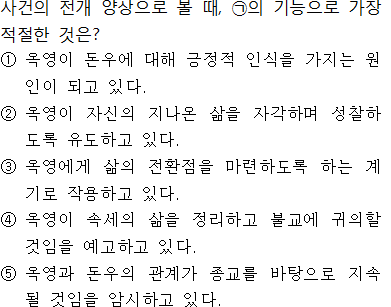 사건의 전개 양상으로 볼 때, ㉠의 기능으로 가장
적절한 것은?
① 옥영이 돈우에 대해 긍정적 인식을 가지는 원
인이 되고 있다.
② 옥영이 자신의 지나온 삶을 자각하며 성찰하
도록 유도하고 있다.
③ 옥영에게 삶의 전환점을 마련하도록 하는 계
기로 작용하고 있다.
④ 옥영이 속세의 삶을 정리하고 불교에 귀의할
것임을 예고하고 있다.
⑤ 옥영과 돈우의 관계가 종교를 바탕으로 지속
될 것임을 암시하고 있다.